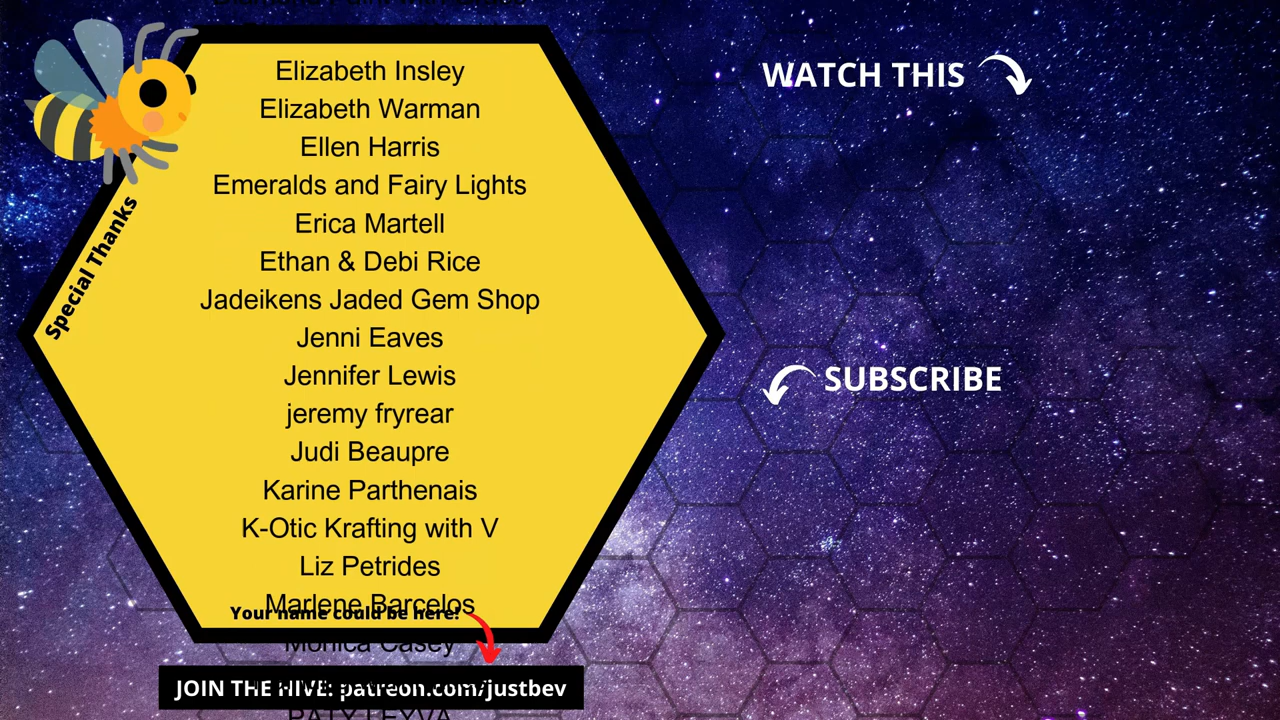 Elizabeth Insley
Elizabeth Warman
Ellen Harris
Emeralds and Fairy Lights
Erica Martell
Ethan & Debi Rice
Jadeikens Jaded Gem Shop
Jenni Eaves
Jennifer Lewis
jeremy fryrear
Judi Beaupre
Karine Parthenais
K-Otic Krafting with V
Liz Petrides
Marlene Barcelos
Your name could be here!
Monica Casey
JOIN THE HIVE: patreon.com/justbev
PATY LEYVA
Special Thanks
WATCH THIS
SUBSCRIBE